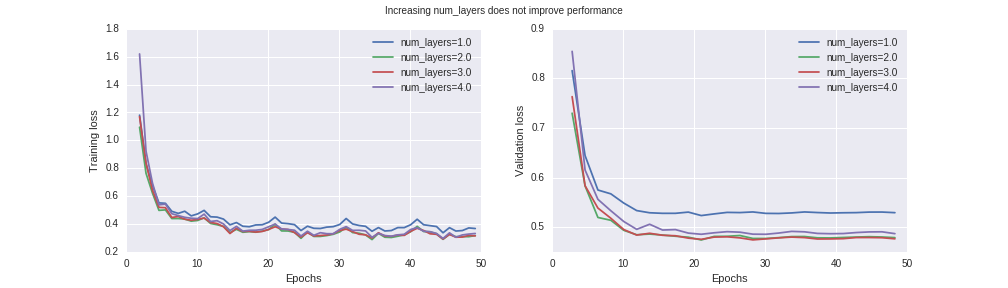 Increasing num_layers does not improve performance
1.8
1.6
1.4
1.2
1.0
0.8
0.6
0.4
0.2
Training loss
0 10 20 30 40 50
Epochs
num_layers=1.0
num_layers=2.0
num_layers=3.0
num_layers=4.0
0.9
0.8
0.7
0.6
0.5
Validation loss
0 10 20 30 40 50
Epochs
num_layers=1.0
num_layers=2.0
num_layers=3.0
num_layers=4.0